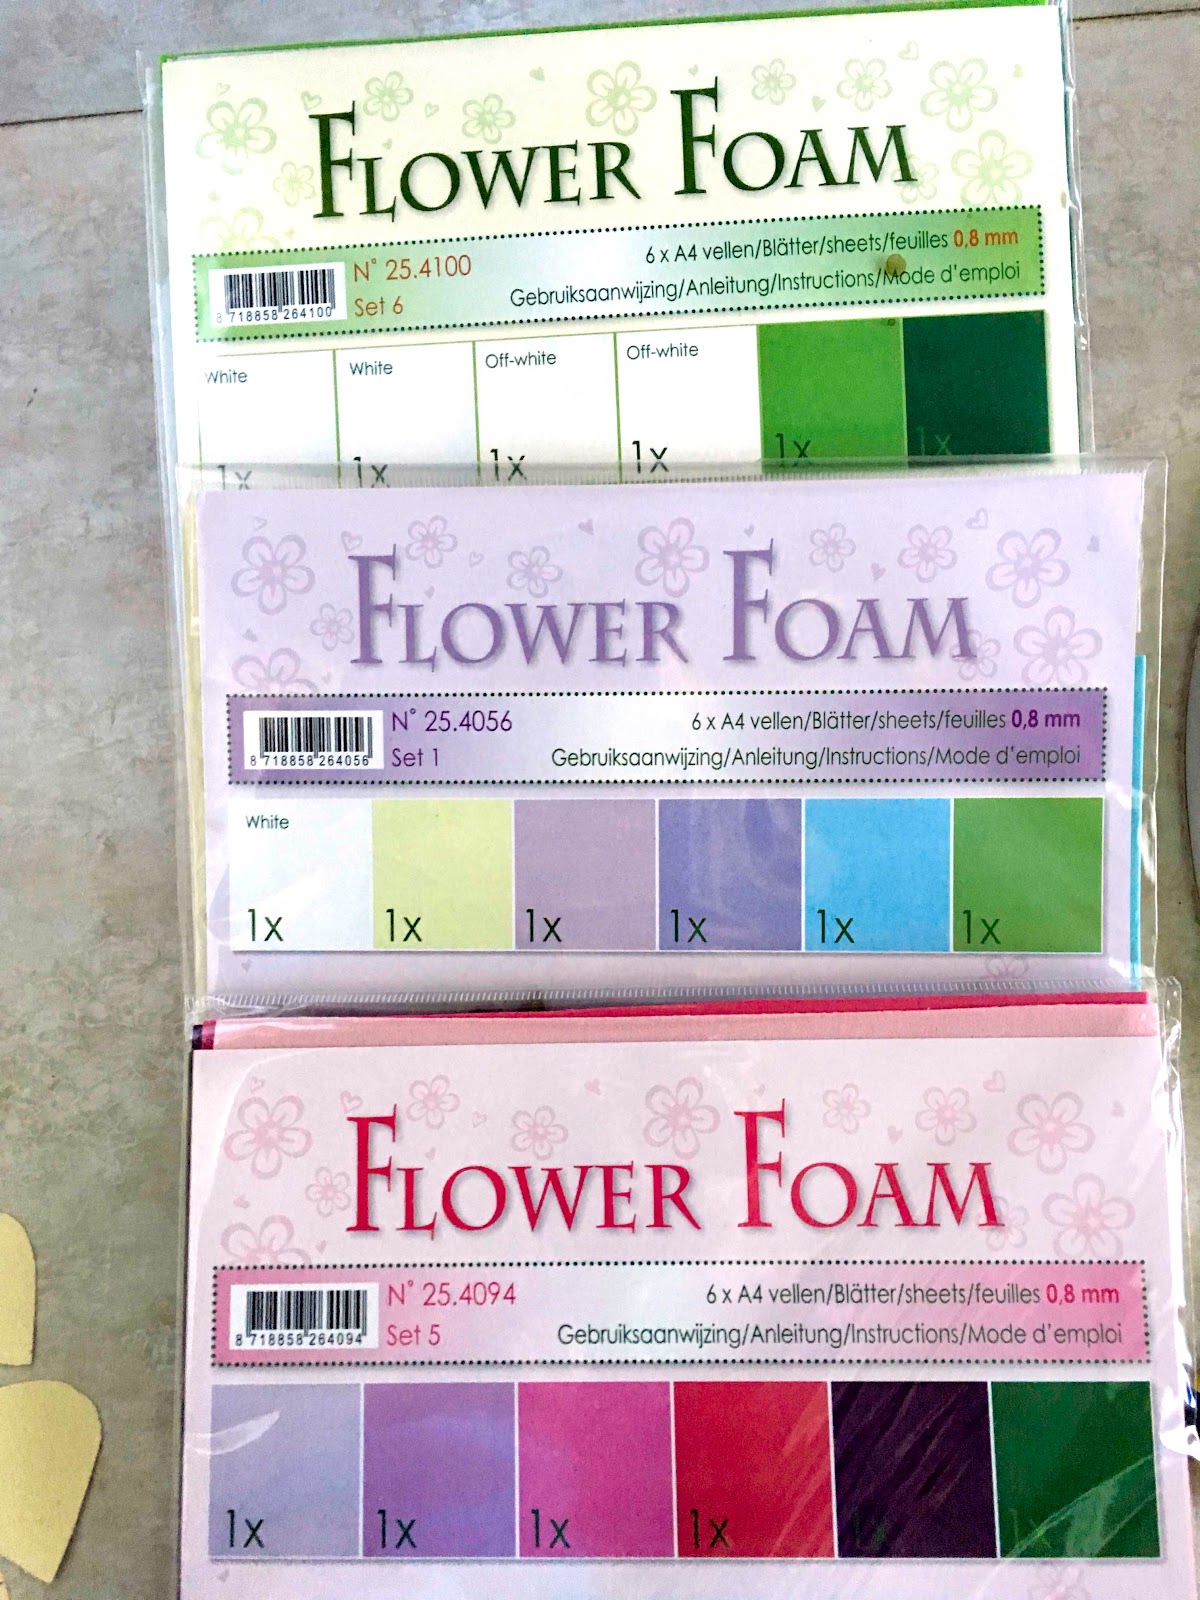 FLOWER FOAM
N° 25.4100
Set 6
6 x A4 vellen/Blätter/sheets/feuilles 0,8 mm
Gebruiksaanwijzing/Anleitung/Instructions/Mode d'emploi
8 718858 264100
White White Off-white Off-white
1x 1x 1x 1x 1x 1x
FLOWER FOAM
N° 25.4056
Set 1
6 x A4 vellen/Blätter/sheets/feuilles 0,8 mm
Gebruiksaanwijzing/Anleitung/Instructions/Mode d'emploi
8 718858 264056
White
1x 1x 1x 1x 1x 1x
FLOWER FOAM
N° 25.4094
Set 5
6 x A4 vellen/Blätter/sheets/feuilles 0,8 mm
Gebruiksaanwijzing/Anleitung/Instructions/Mode d'emploi
8 718858 264094
1x 1x 1x 1x 1x 1x